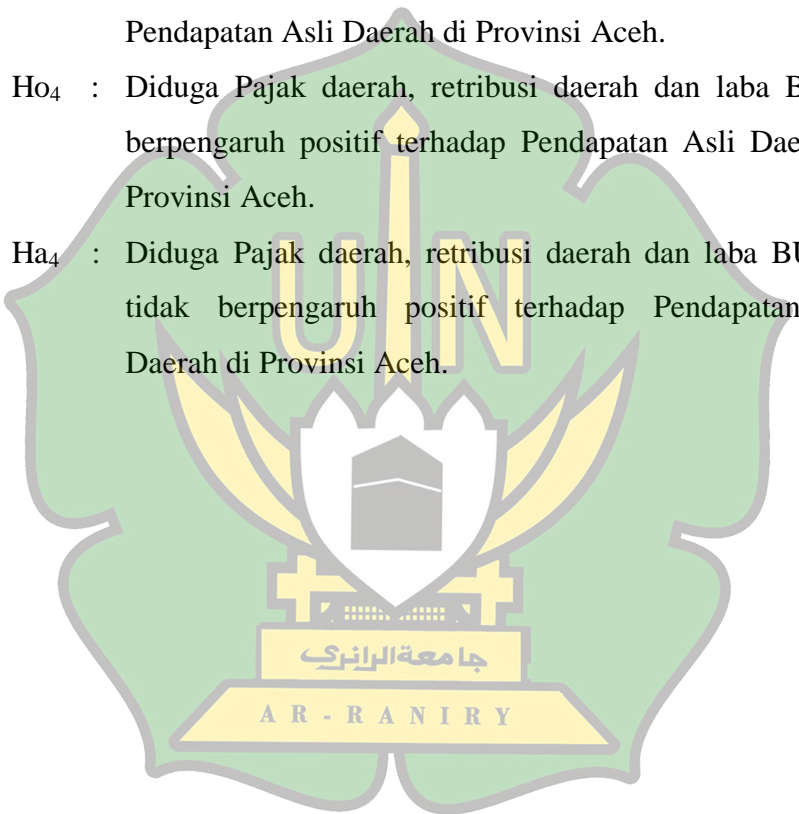 Pendapatan Asli Daerah di Provinsi Aceh.
Ho4 : Diduga Pajak daerah, retribusi daerah dan laba
berpengaruh positif terhadap Pendapatan Asli
Provinsi Aceh.
Ha4 : Diduga Pajak daerah, retribusi daerah dan laba
tidak berpengaruh positif terhadap Pendapatan
Daerah di Provinsi Aceh.
UIN
جامعة الرانري
AR-RANIRY